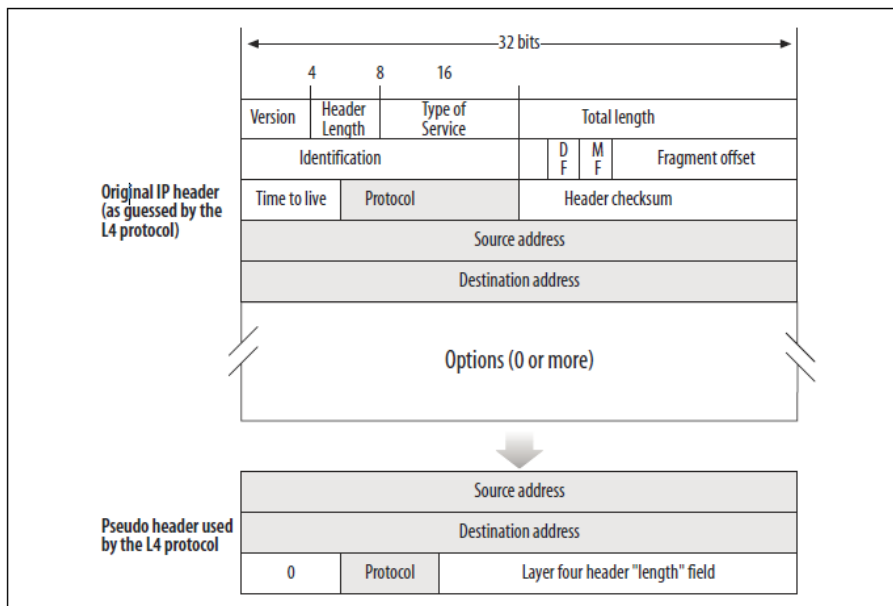 32 bits
4 8 16
Version Header Length Type of Service Total length
Identification DF MF Fragment offset
Original IP header
(as guessed by the
L4 protocol)
Time to live Protocol Header checksum
Source address
Destination address
Options (0 or more)
Source address
Pseudo header used
by the L4 protocol
Destination address
0 Protocol Layer four header "length" field